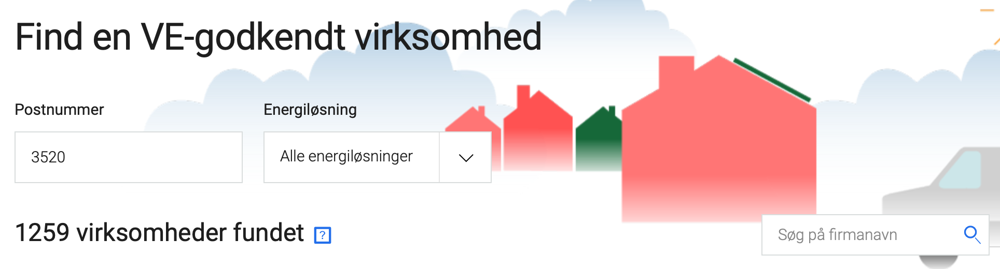 Find en VE-godkendt virksomhed
Postnummer
Energiløsning
3520
Alle energiløsninger
1259 virksomheder fundet ?
Søg på firmanavn